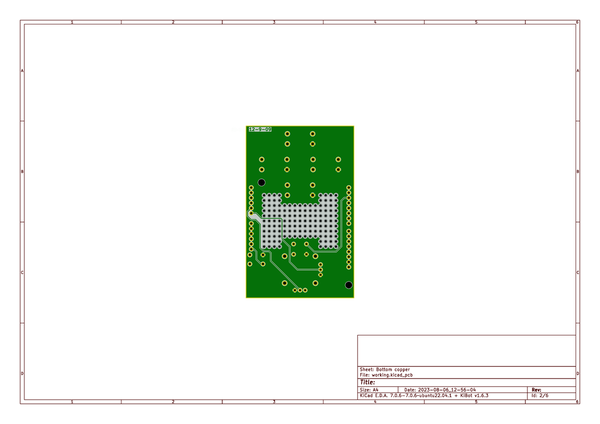 1 2 3 4 5 6
A A
B B
C C
D D
Sheet: Bottom copper
File: working.kicad_pcb
Title:
Size: A4 Date: 2023-08-06_12-56-04 Rev:
KiCad E.D.A. 7.0.6-7.0.6~ubuntu22.04.1 + KiBot v1.6.3 Id: 2/6
1 2 3 4 5 6